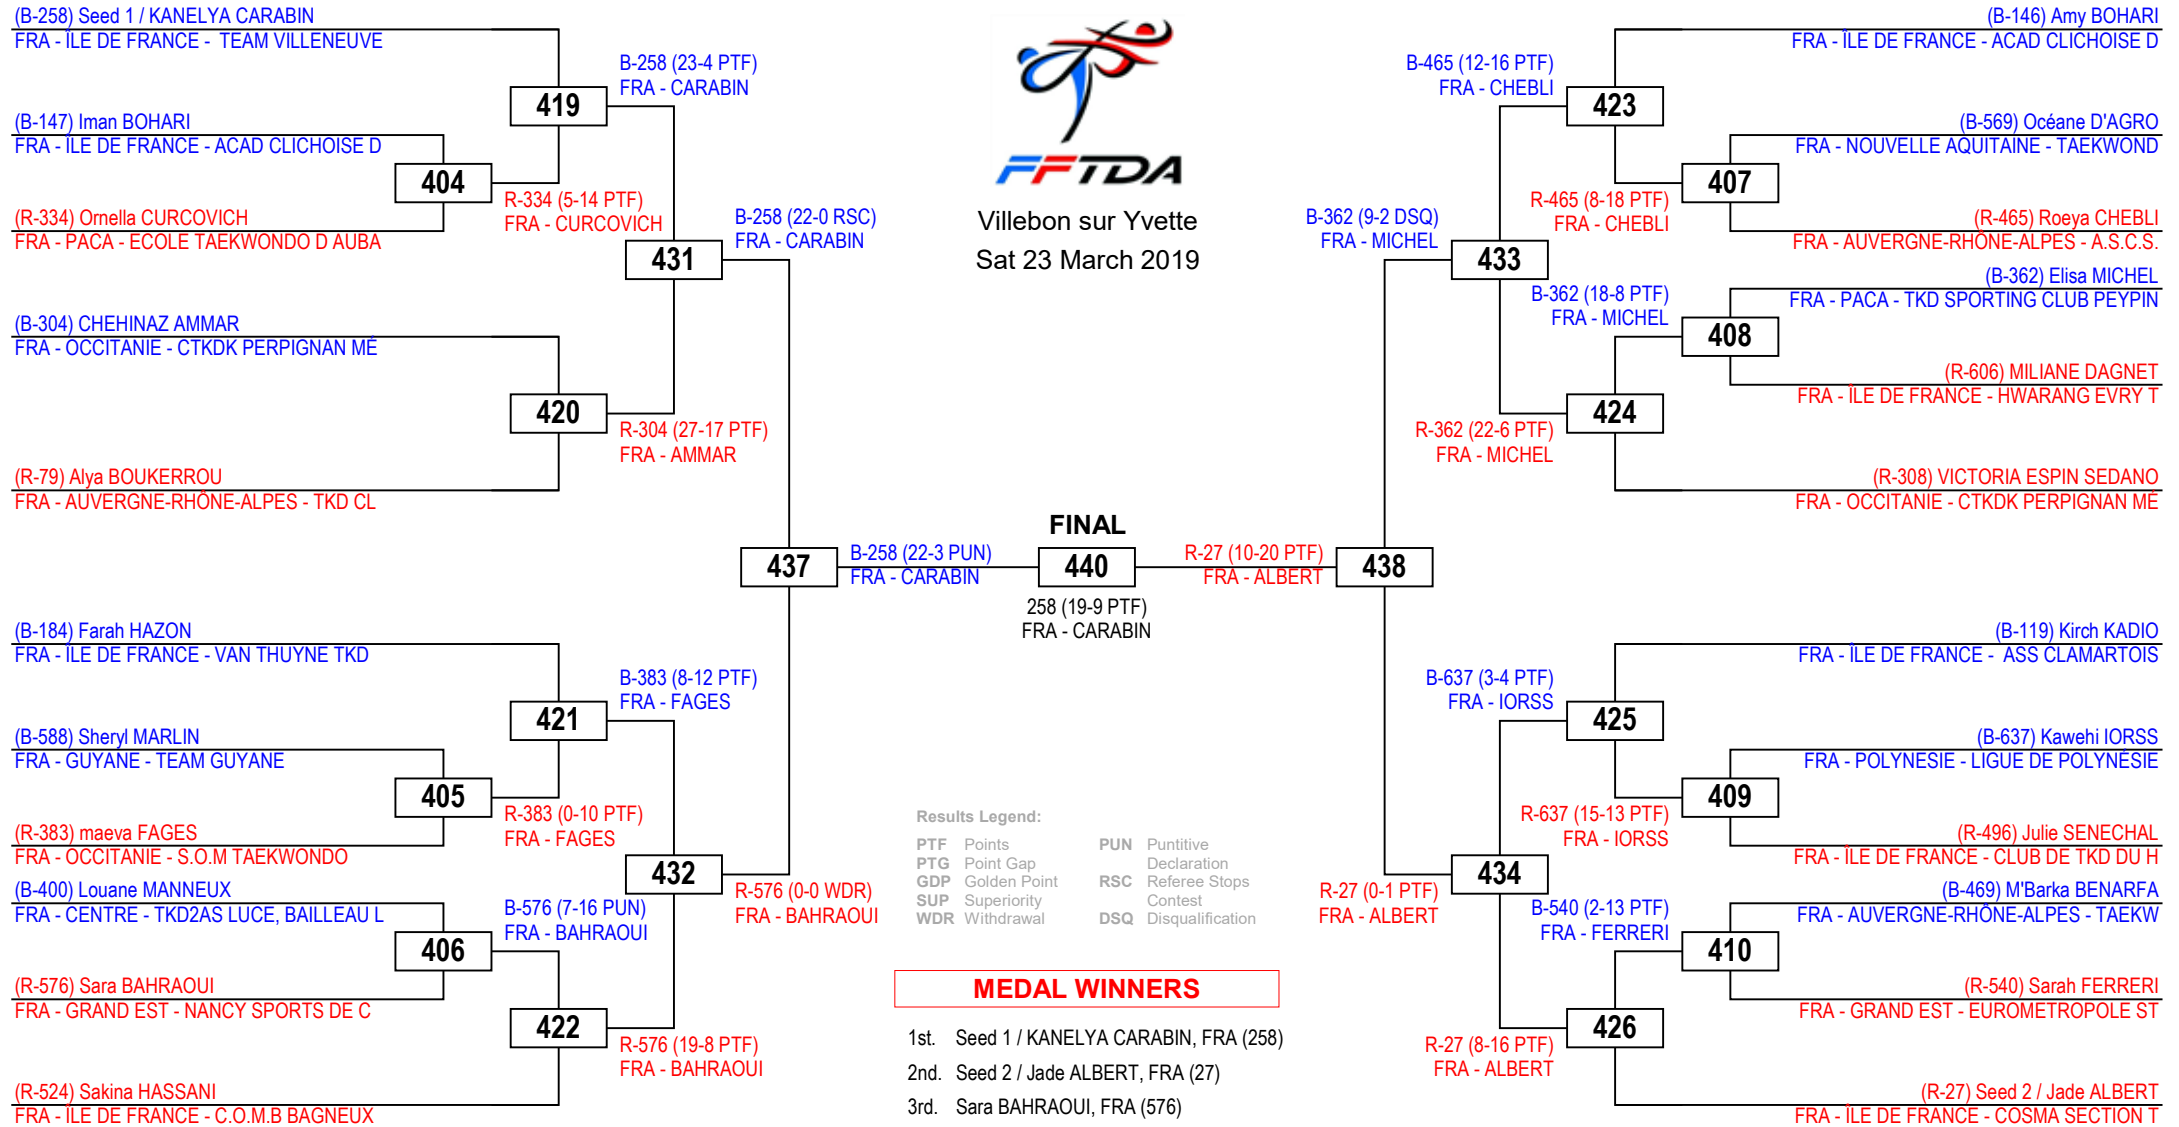 (B-258) Seed 1 / KANELYA CARABIN
FRA - ÎLE DE FRANCE -  TEAM VILLENEUVE
B-258 (23-4 PTF)
FRA - CARABIN
419
(B-147) Iman BOHARI
FRA - ÎLE DE FRANCE - ACAD CLICHOISE D
404
R-334 (5-14 PTF)
FRA - CURCOVICH
(R-334) Ornella CURCOVICH
FRA - PACA - ECOLE TAEKWONDO D AUBA
B-258 (22-0 RSC)
FRA - CARABIN
431
(B-304) CHEHINAZ AMMAR
FRA - OCCITANIE - CTKDK PERPIGNAN MÉ
420
R-304 (27-17 PTF)
FRA - AMMAR
(R-79) Alya BOUKERROU
FRA - AUVERGNE-RHÔNE-ALPES - TKD CL
437
B-258 (22-3 PUN)
FRA - CARABIN
(B-184) Farah HAZON
FRA - ÎLE DE FRANCE - VAN THUYNE TKD
B-383 (8-12 PTF)
FRA - FAGES
421
(B-588) Sheryl MARLIN
FRA - GUYANE - TEAM GUYANE
405
R-383 (0-10 PTF)
FRA - FAGES
(R-383) maeva FAGES
FRA - OCCITANIE - S.O.M TAEKWONDO
432
R-576 (0-0 WDR)
FRA - BAHRAOUI
(B-400) Louane MANNEUX
FRA - CENTRE - TKD2AS LUCE, BAILLEAU L
B-576 (7-16 PUN)
FRA - BAHRAOUI
406
(R-576) Sara BAHRAOUI
FRA - GRAND EST - NANCY SPORTS DE C
422
R-576 (19-8 PTF)
FRA - BAHRAOUI
(R-524) Sakina HASSANI
FRA - ÎLE DE FRANCE - C.O.M.B BAGNEUX
FFTDA
Villebon sur Yvette
Sat 23 March 2019
FINAL
440
258 (19-9 PTF)
FRA - CARABIN
Results Legend:
PTF Points
PTG Point Gap
GDP Golden Point
SUP Superiority
WDR Withdrawal
PUN Puntitive
Declaration
RSC Referee Stops
Contest
DSQ Disqualification
MEDAL WINNERS
1st. Seed 1 / KANELYA CARABIN, FRA (258)
2nd. Seed 2 / Jade ALBERT, FRA (27)
3rd. Sara BAHRAOUI, FRA (576)
(B-146) Amy BOHARI
FRA - ÎLE DE FRANCE - ACAD CLICHOISE D
B-465 (12-16 PTF)
FRA - CHEBLI
423
(B-569) Océane D'AGRO
FRA - NOUVELLE AQUITAINE - TAEKWOND
407
R-465 (8-18 PTF)
FRA - CHEBLI
(R-465) Roeya CHEBLI
FRA - AUVERGNE-RHÔNE-ALPES - A.S.C.S.
B-362 (9-2 DSQ)
FRA - MICHEL
433
(B-362) Elisa MICHEL
FRA - PACA - TKD SPORTING CLUB PEYPIN
B-362 (18-8 PTF)
FRA - MICHEL
408
(R-606) MILIANE DAGNET
FRA - ÎLE DE FRANCE - HWARANG EVRY T
424
R-362 (22-6 PTF)
FRA - MICHEL
(R-308) VICTORIA ESPIN SEDANO
FRA - OCCITANIE - CTKDK PERPIGNAN MÉ
R-27 (10-20 PTF)
FRA - ALBERT
438
(B-119) Kirch KADIO
FRA - ÎLE DE FRANCE -  ASS CLAMARTOIS
B-637 (3-4 PTF)
FRA - IORSS
425
(B-637) Kawehi IORSS
FRA - POLYNESIE - LIGUE DE POLYNÉSIE
409
R-637 (15-13 PTF)
FRA - IORSS
(R-496) Julie SENECHAL
FRA - ÎLE DE FRANCE - CLUB DE TKD DU H
434
R-27 (0-1 PTF)
FRA - ALBERT
(B-469) M'Barka BENARFA
FRA - AUVERGNE-RHÔNE-ALPES - TAEKW
B-540 (2-13 PTF)
FRA - FERRERI
410
(R-540) Sarah FERRERI
FRA - GRAND EST - EUROMETROPOLE ST
426
R-27 (8-16 PTF)
FRA - ALBERT
(R-27) Seed 2 / Jade ALBERT
FRA - ÎLE DE FRANCE - COSMA SECTION T